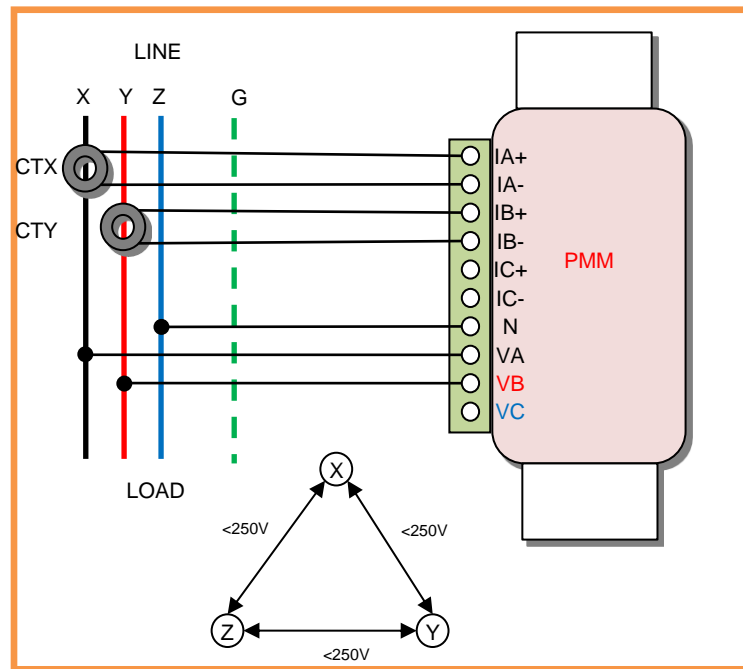 LINE
X Y Z G
CTX
CTY
IA+
IA-
IB+
IB-
IC+
IC-
N
VA
VB
VC
PMM
LOAD
X
<250V <250V
Z Y
<250V